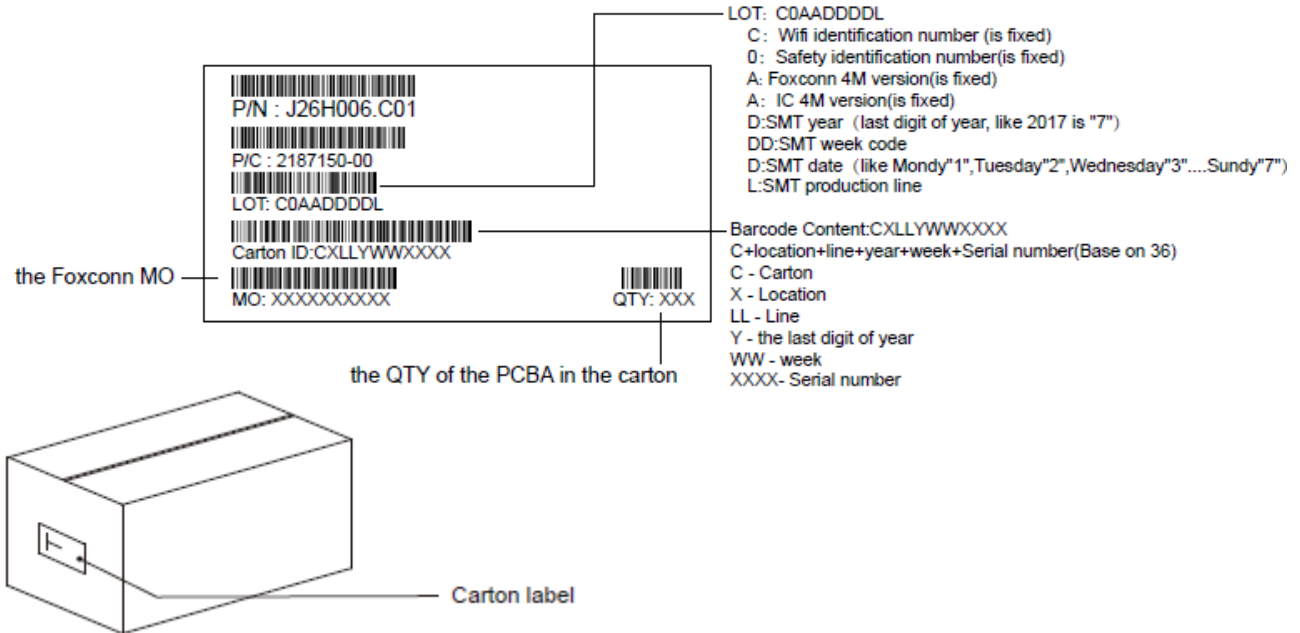 LOT: C0AADDDDL
C: Wifi identification number (is fixed)
0: Safety identification number(is fixed)
A: Foxconn 4M version(is fixed)
A: IC 4M version(is fixed)
D:SMT year（last digit of year, like 2017 is "7"）
DD:SMT week code
D:SMT date（like Mondy"1",Tuesday"2",Wednesday"3"....Sundy"7"）
L:SMT production line
P/N : J26H006.C01
P/C : 2187150-00
LOT: C0AADDDDL
Carton ID:CXLLYWWXXXX
MO: XXXXXXXXXX
QTY: XXX
the Foxconn MO
Barcode Content:CXLLYWWXXXX
C+location+line+year+week+Serial number(Base on 36)
C - Carton
X - Location
LL - Line
Y - the last digit of year
WW - week
XXXX- Serial number
the QTY of the PCBA in the carton
Carton label